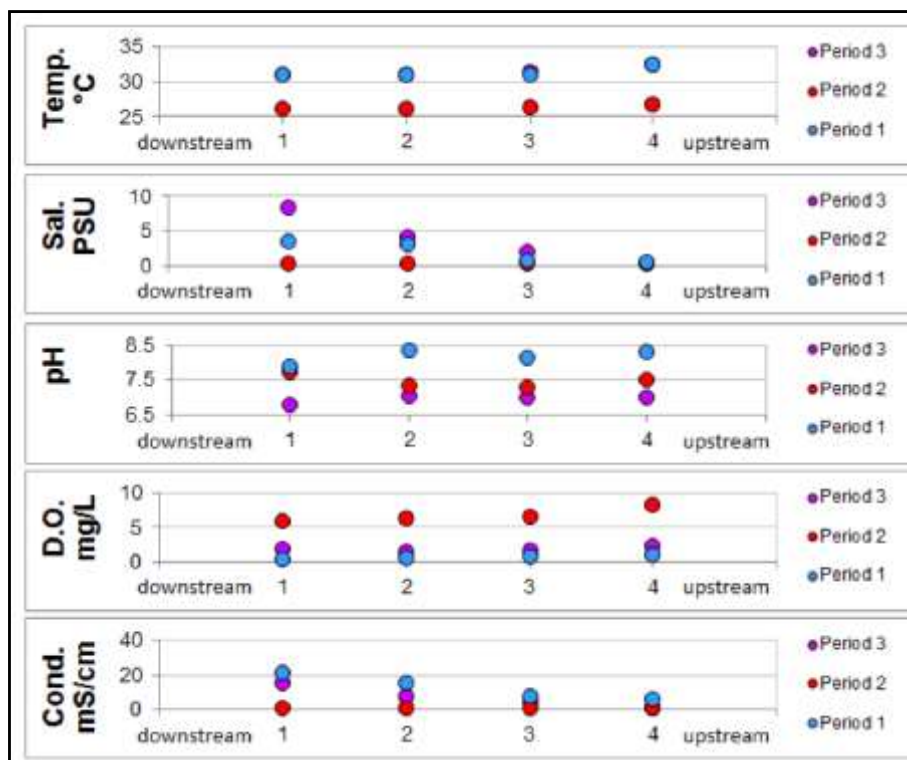 Temp. °C
35
30
25
downstream 1 2 3 4 upstream
Period 3
Period 2
Period 1
Sal. PSU
10
5
0
downstream 1 2 3 4 upstream
Period 3
Period 2
Period 1
pH
8.5
7.5
6.5
downstream 1 2 3 4 upstream
Period 3
Period 2
Period 1
D.O. mg/L
10
5
0
downstream 1 2 3 4 upstream
Period 3
Period 2
Period 1
Cond. mS/cm
40
20
0
downstream 1 2 3 4 upstream
Period 3
Period 2
Period 1